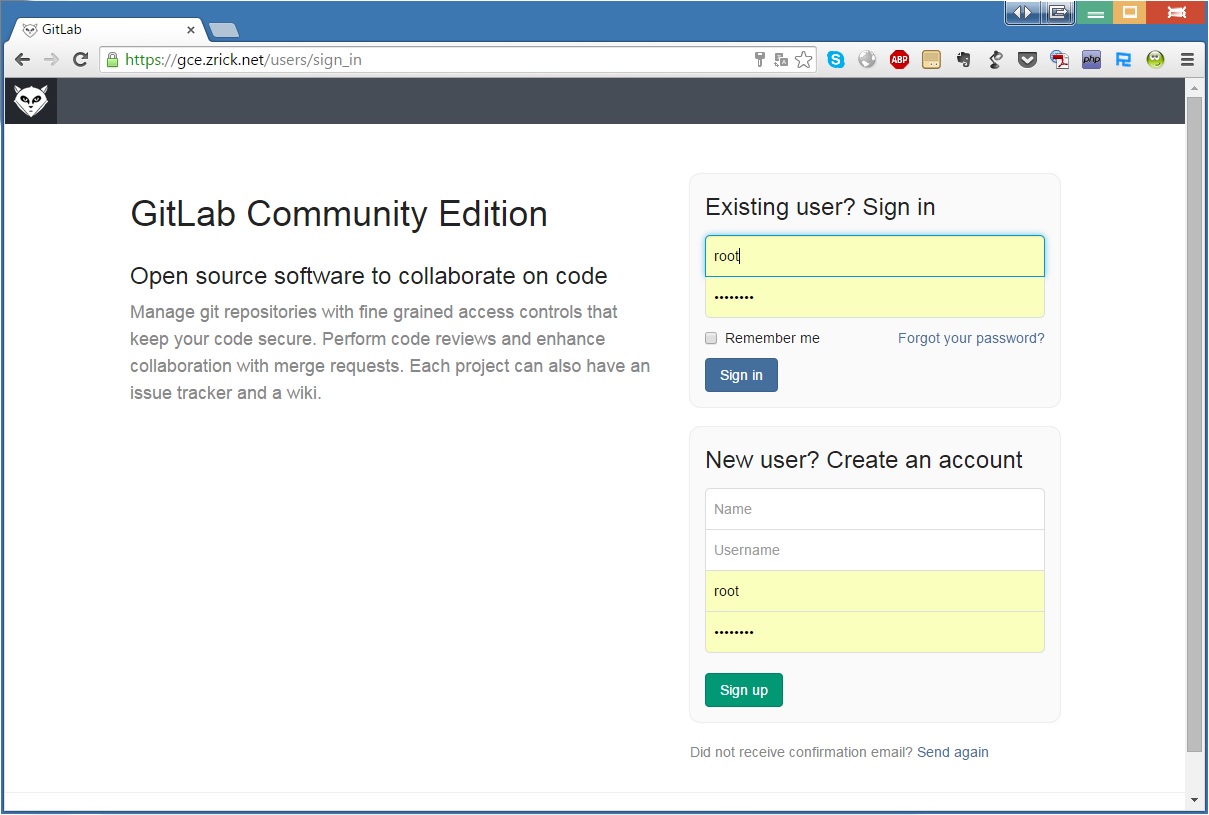 GitLab
https://gce.zrick.net/users/sign_in
ABP
php
GitLab Community Edition
Open source software to collaborate on code
Manage git repositories with fine grained access controls that
keep your code secure. Perform code reviews and enhance
collaboration with merge requests. Each project can also have an
issue tracker and a wiki.
Existing user? Sign in
root
••••••••
Remember me
Forgot your password?
Sign in
New user? Create an account
Name
Username
root
••••••••
Sign up
Did not receive confirmation email? Send again